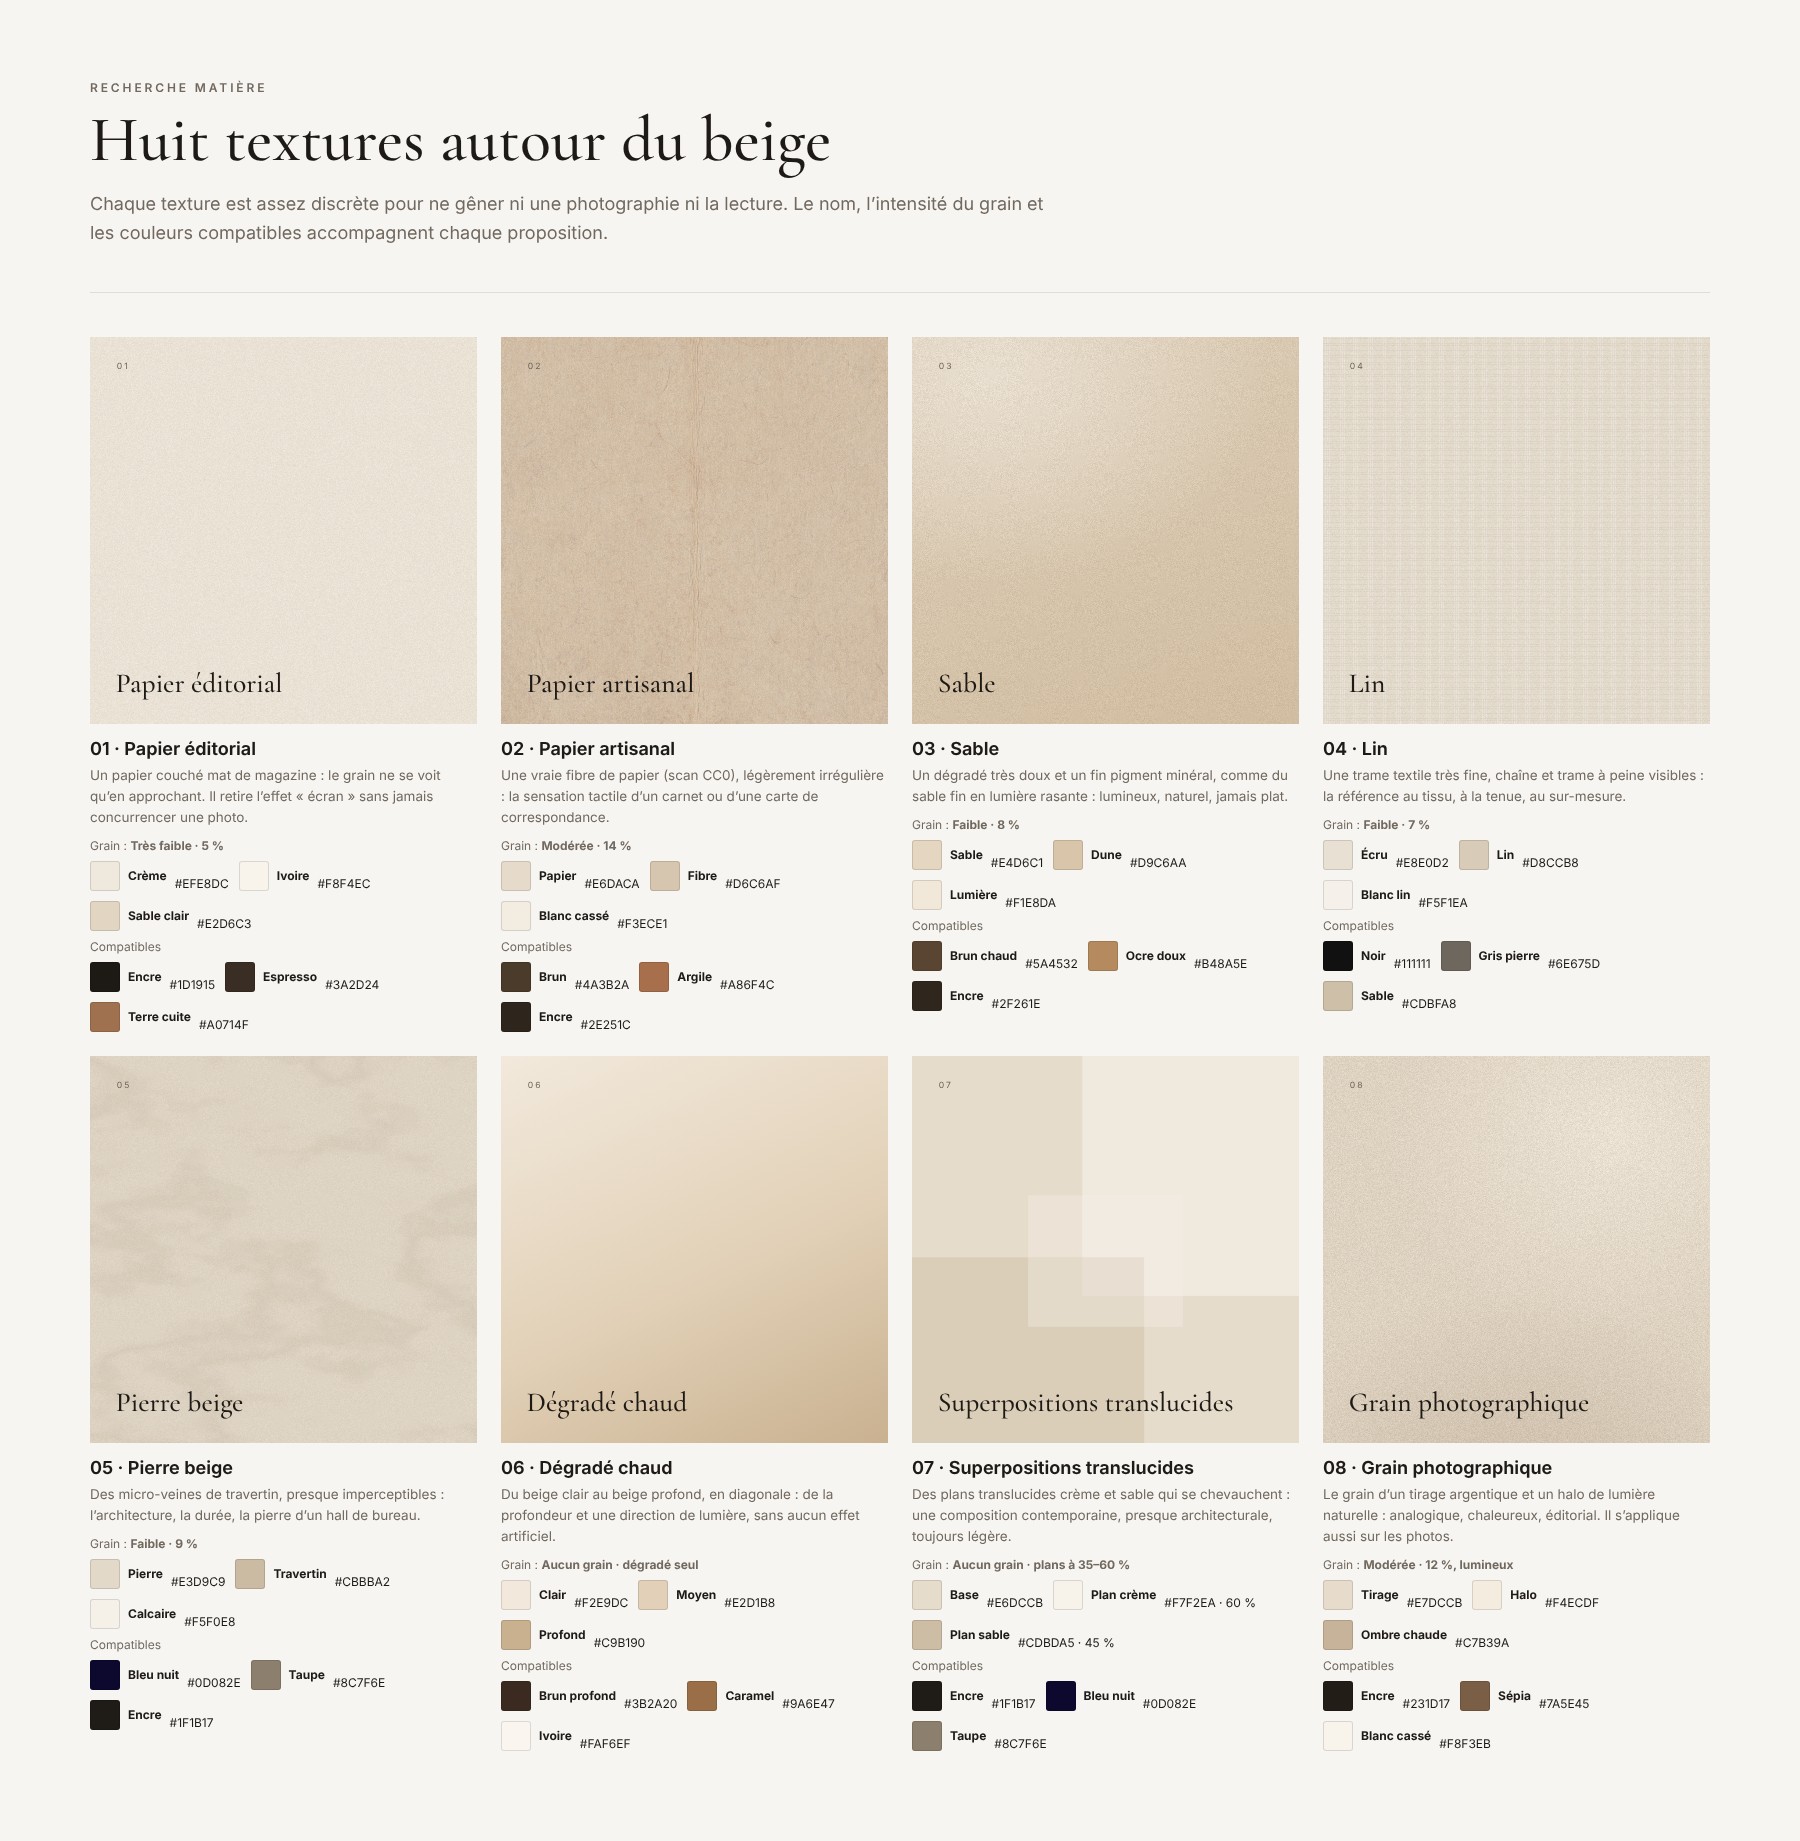 RECHERCHE MATIÈRE
Huit textures autour du beige
Chaque texture est assez discrète pour ne gêner ni une photographie ni la lecture. Le nom, l’intensité du grain et
les couleurs compatibles accompagnent chaque proposition.
01
Papier éditorial
01 · Papier éditorial
Un papier couché mat de magazine : le grain ne se voit
qu’en approchant. Il retire l’effet « écran » sans jamais
concurrencer une photo.
Grain : Très faible · 5 %
Crème #EFE8DC Ivoire #F8F4EC
Sable clair #E2D6C3
Compatibles
Encre #1D1915 Espresso #3A2D24
Terre cuite #A0714F
02
Papier artisanal
02 · Papier artisanal
Une vraie fibre de papier (scan CC0), légèrement irrégulière
: la sensation tactile d’un carnet ou d’une carte de
correspondance.
Grain : Modérée · 14 %
Papier #E6DACA Fibre #D6C6AF
Blanc cassé #F3ECE1
Compatibles
Brun #4A3B2A Argile #A86F4C
Encre #2E251C
03
Sable
03 · Sable
Un dégradé très doux et un fin pigment minéral, comme du
sable fin en lumière rasante : lumineux, naturel, jamais plat.
Grain : Faible · 8 %
Sable #E4D6C1 Dune #D9C6AA
Lumière #F1E8DA
Compatibles
Brun chaud #5A4532 Ocre doux #B48A5E
Encre #2F261E
04
Lin
04 · Lin
Une trame textile très fine, chaîne et trame à peine visibles :
la référence au tissu, à la tenue, au sur-mesure.
Grain : Faible · 7 %
Écru #E8E0D2 Lin #D8CCB8
Blanc lin #F5F1EA
Compatibles
Noir #111111 Gris pierre #6E675D
Sable #CDBFA8
05
Pierre beige
05 · Pierre beige
Des micro-veines de travertin, presque imperceptibles :
l’architecture, la durée, la pierre d’un hall de bureau.
Grain : Faible · 9 %
Pierre #E3D9C9 Travertin #CBBBA2
Calcaire #F5F0E8
Compatibles
Bleu nuit #0D082E Taupe #8C7F6E
Encre #1F1B17
06
Dégradé chaud
06 · Dégradé chaud
Du beige clair au beige profond, en diagonale : de la
profondeur et une direction de lumière, sans aucun effet
artificiel.
Grain : Aucun grain · dégradé seul
Clair #F2E9DC Moyen #E2D1B8
Profond #C9B190
Compatibles
Brun profond #3B2A20 Caramel #9A6E47
Ivoire #FAF6EF
07
Superpositions translucides
07 · Superpositions translucides
Des plans translucides crème et sable qui se chevauchent :
une composition contemporaine, presque architecturale,
toujours légère.
Grain : Aucun grain · plans à 35–60 %
Base #E6DCCB Plan crème #F7F2EA · 60 %
Plan sable #CDBDA5 · 45 %
Compatibles
Encre #1F1B17 Bleu nuit #0D082E
Taupe #8C7F6E
08
Grain photographique
08 · Grain photographique
Le grain d’un tirage argentique et un halo de lumière
naturelle : analogique, chaleureux, éditorial. Il s’applique
aussi sur les photos.
Grain : Modérée · 12 %, lumineux
Tirage #E7DCCB Halo #F4ECDF
Ombre chaude #C7B39A
Compatibles
Encre #231D17 Sépia #7A5E45
Blanc cassé #F8F3EB